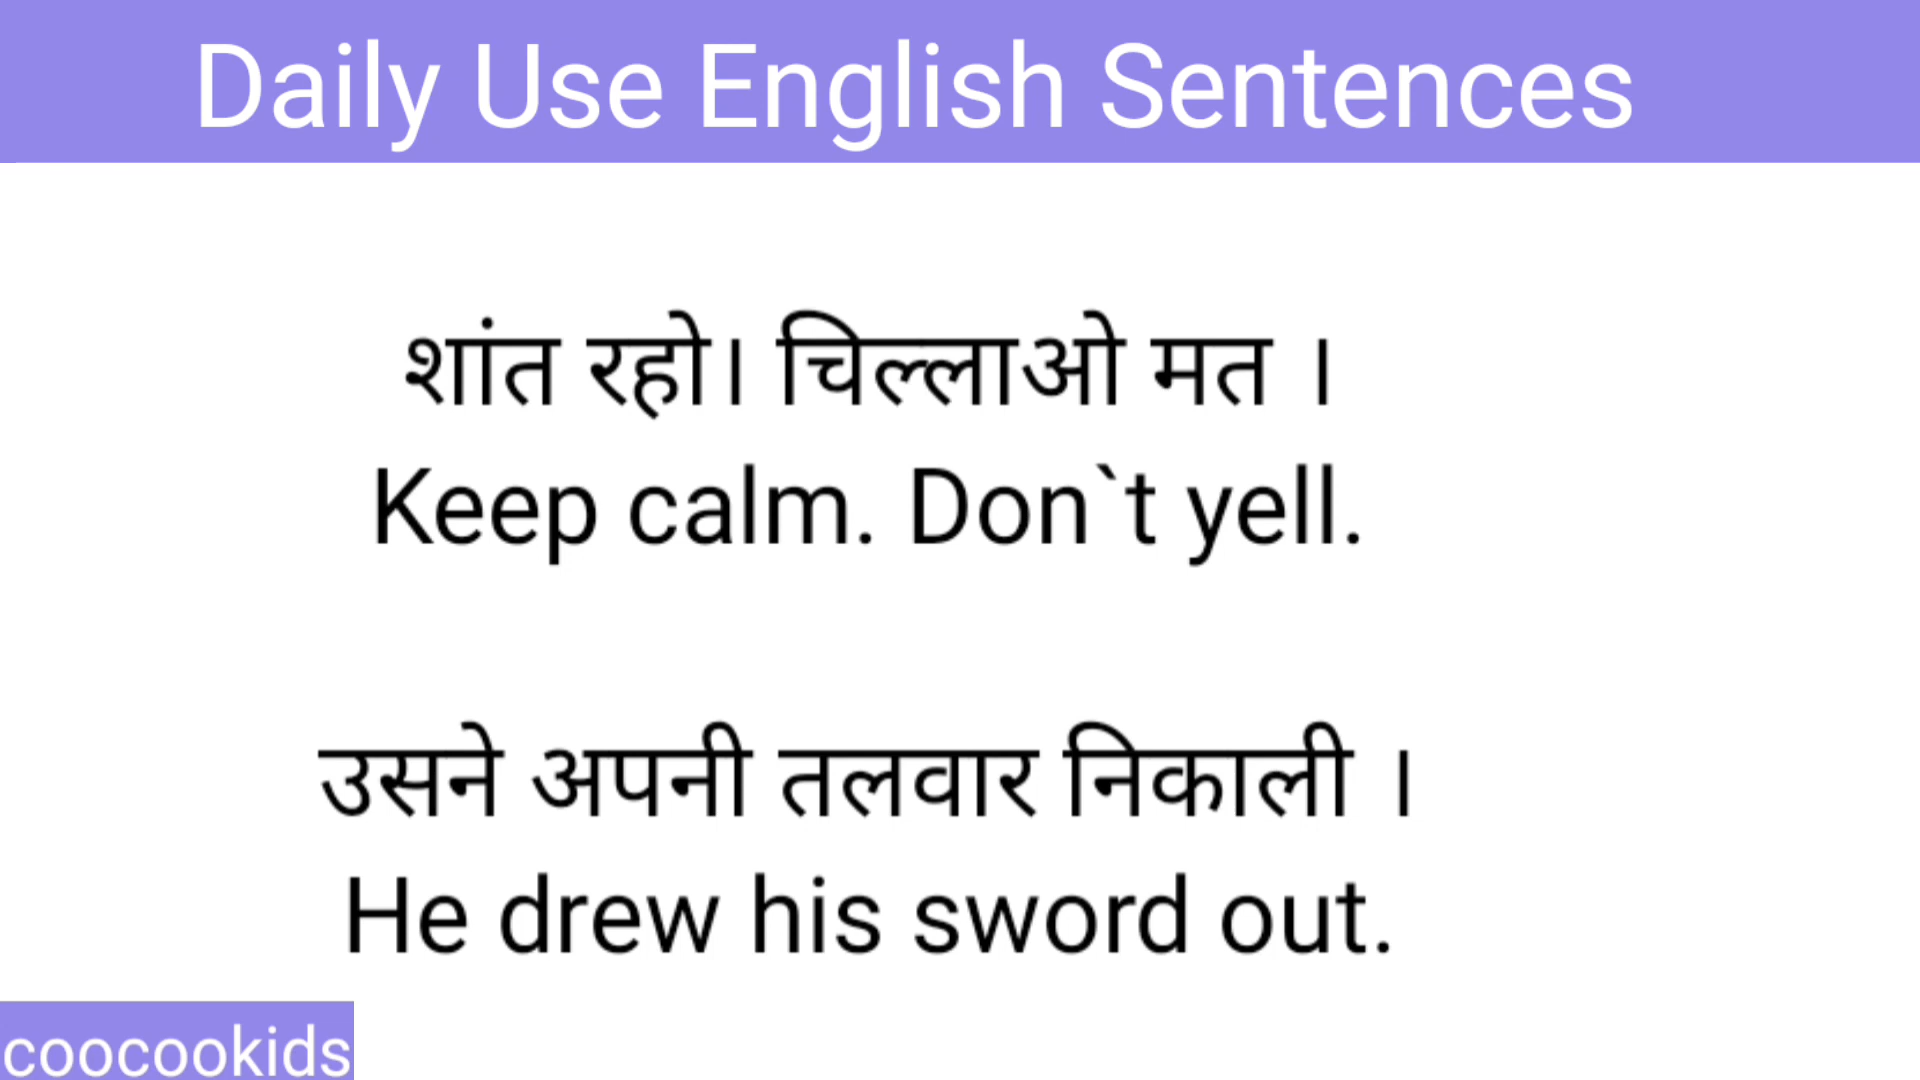 Daily Use English Sentences
शांत रहो। चिल्लाओ मत ।
Keep calm. Don`t yell.
उसने अपनी तलवार निकाली ।
He drew his sword out.
coocookids